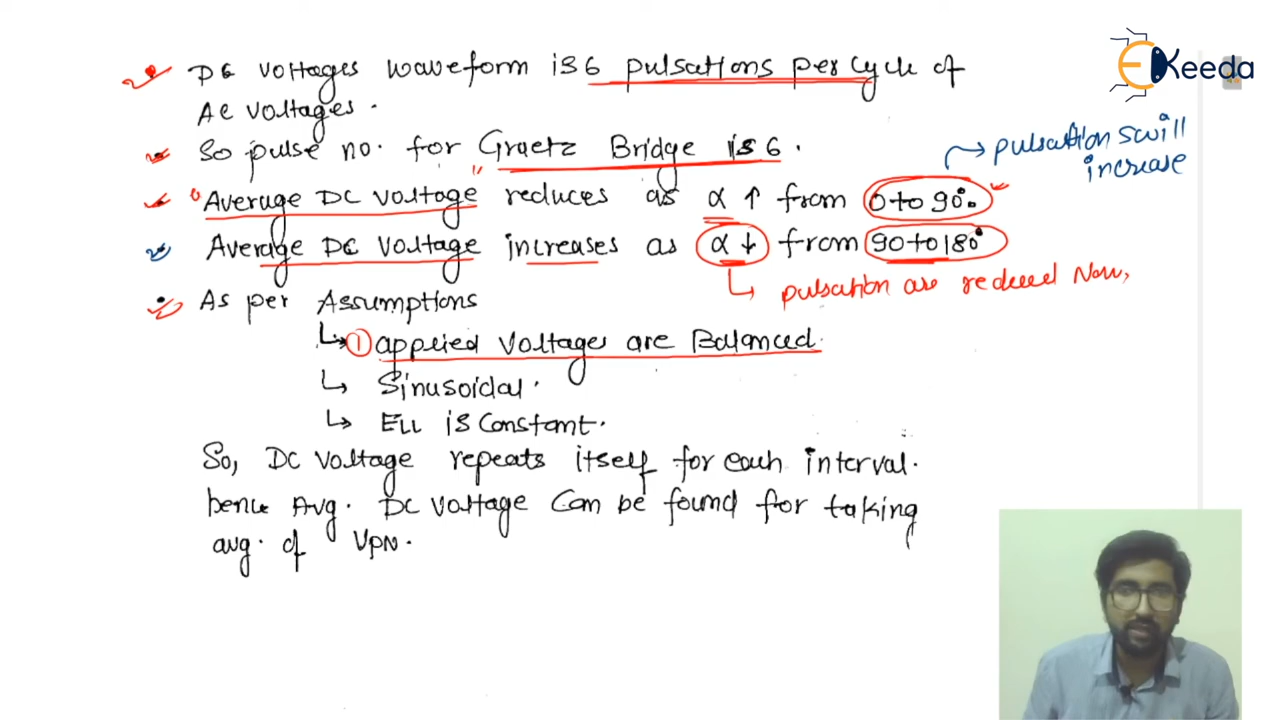 EKeeda
DC voltages waveform is 6 pulsations per cycle of
AC voltages.
So pulse no. for Graetz Bridge is 6.
pulsations will
increase
"Average DC voltage" reduces as α ↑ from 0 to 90°.
Average DC voltage increases as α ↓ from 90 to 180°
pulsation are reduced Now,
As per Assumptions
↳ ① applied voltages are Balanced.
↳ Sinusoidal.
↳ ELL is Constant.
So, DC voltage repeats itself for each interval.
hence Avg. DC voltage can be found for taking
avg. of VPN.